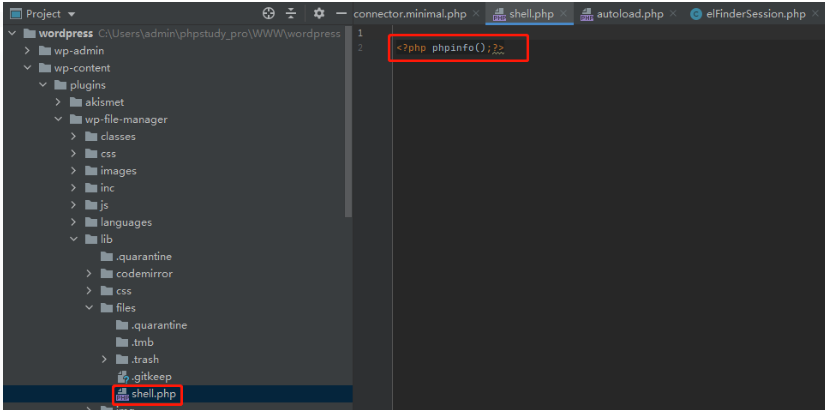 Project
connector.minimal.php
shell.php
autoload.php
elFinderSession.php
wordpress C:\Users\admin\phpstudy_pro\WWW\wordpress
wp-admin
wp-content
plugins
akismet
wp-file-manager
classes
css
images
inc
js
languages
lib
.quarantine
codemirror
css
files
.quarantine
.tmb
.trash
.gitkeep
shell.php
1
2 <?php phpinfo();?>